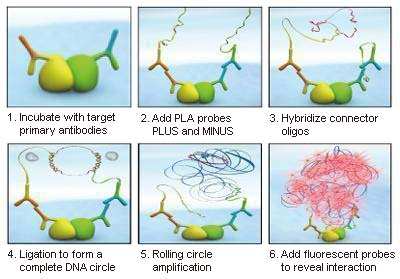 1. Incubate with target
primary antibodies
2. Add PLA probes
PLUS and MINUS
3. Hybridize connector
oligos
4. Ligation to form a
complete DNA circle
5. Rolling circle
amplification
6. Add fluorescent probes
to reveal interaction